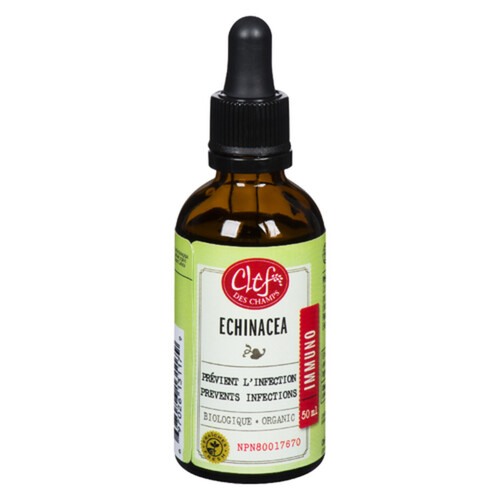 Clef
DES CHAMPS
ECHINACEA
IMMUNO
PRÉVIENT L'INFECTION
PREVENTS INFECTIONS
50 ml
BIOLOGIQUE • ORGANIC
NPN80017670